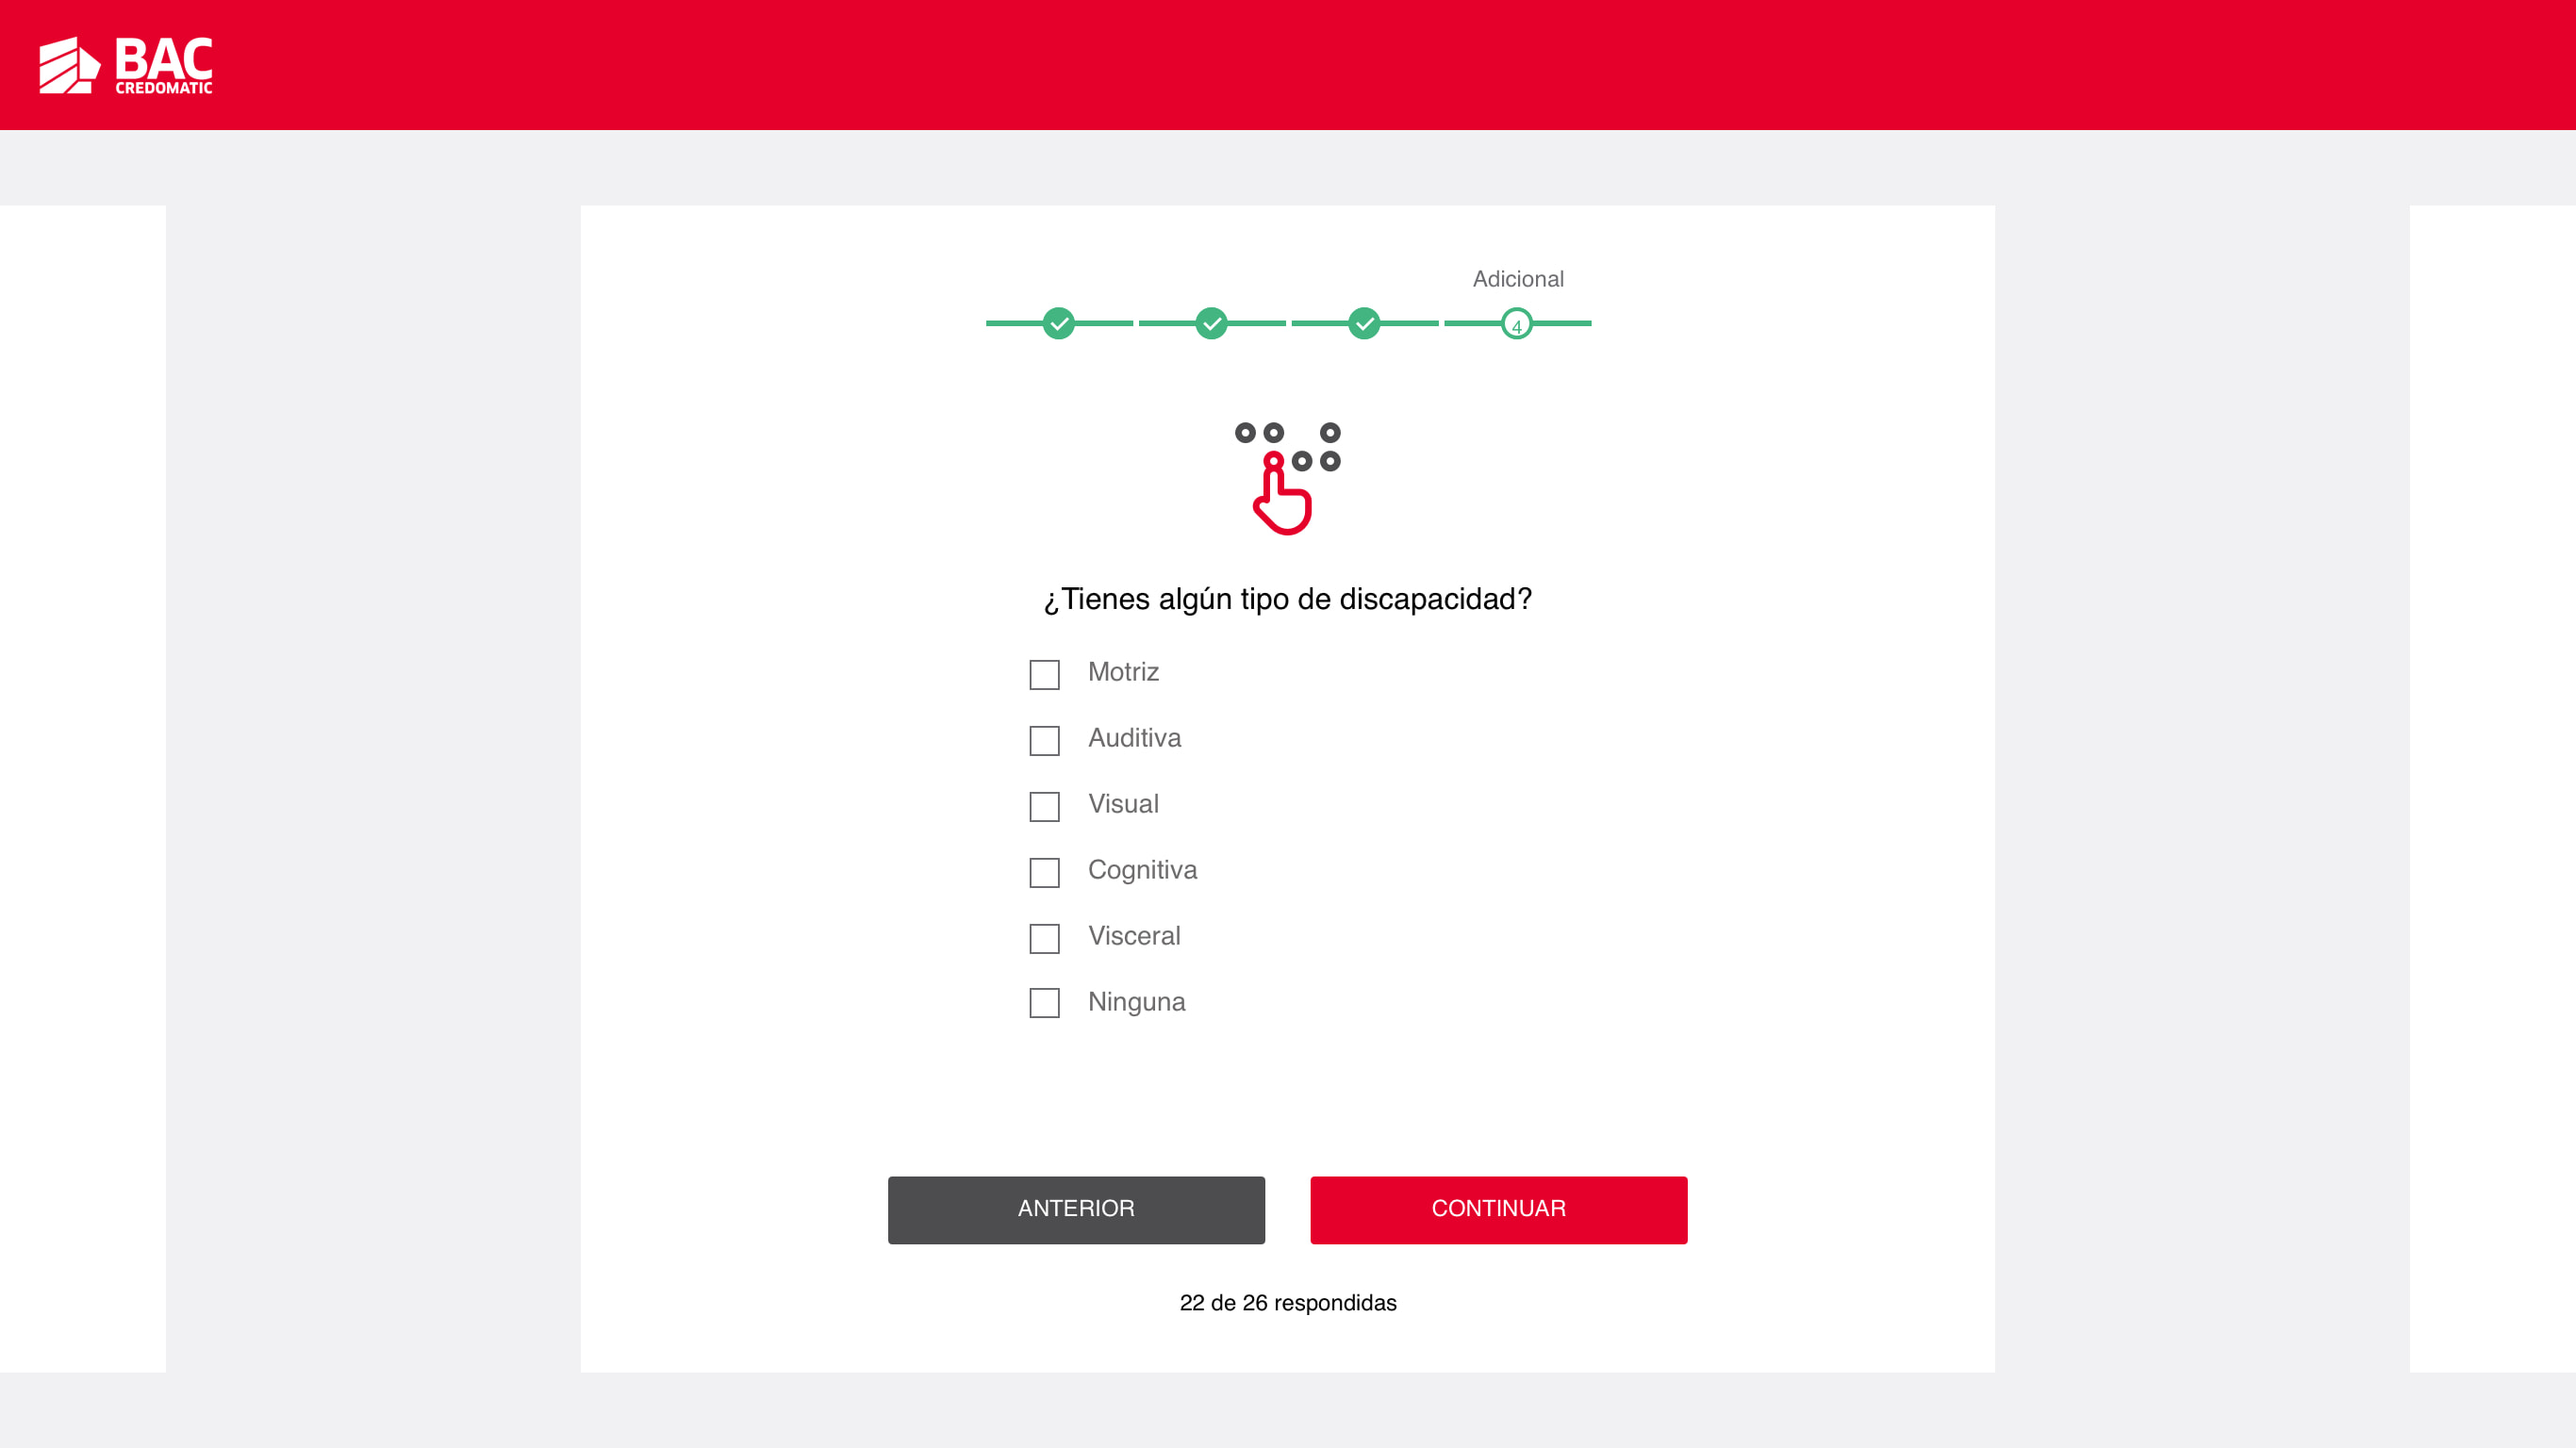 BAC
CREDOMATIC
Adicional
4
¿Tienes algún tipo de discapacidad?
Motriz
Auditiva
Visual
Cognitiva
Visceral
Ninguna
ANTERIOR
CONTINUAR
22 de 26 respondidas